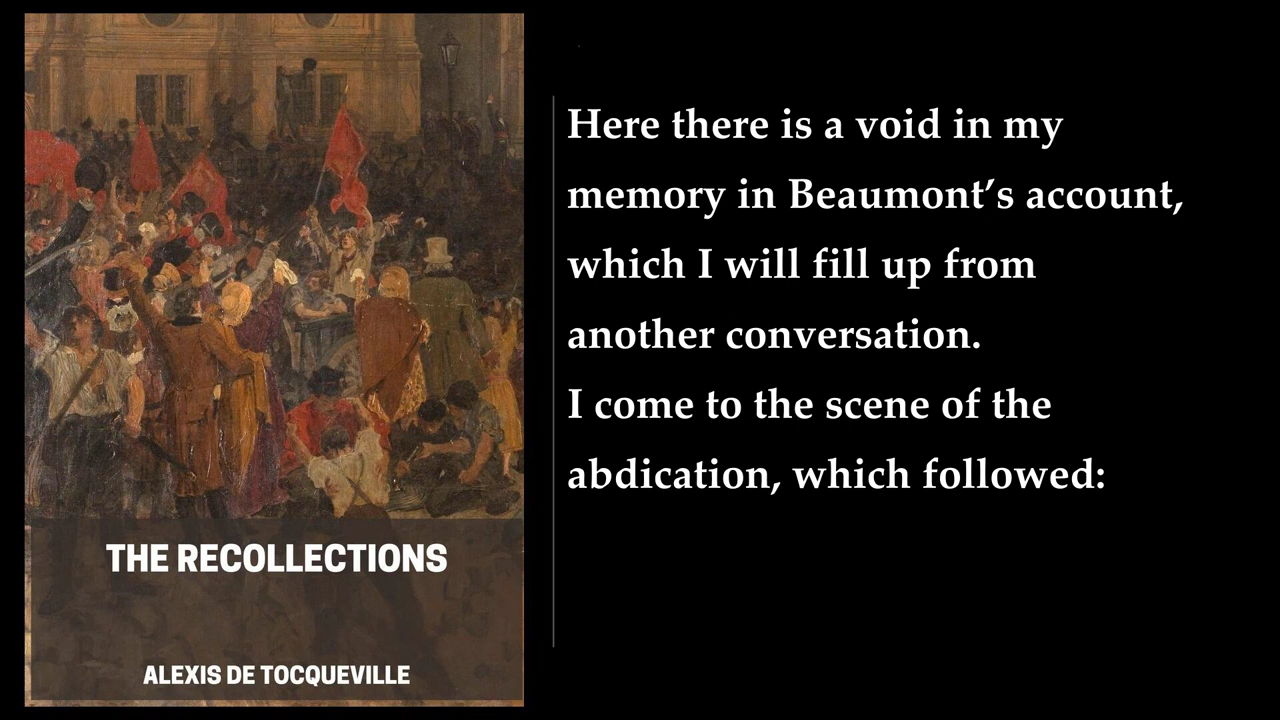 THE RECOLLECTIONS
ALEXIS DE TOCQUEVILLE
Here there is a void in my
memory in Beaumont’s account,
which I will fill up from
another conversation.
I come to the scene of the
abdication, which followed: